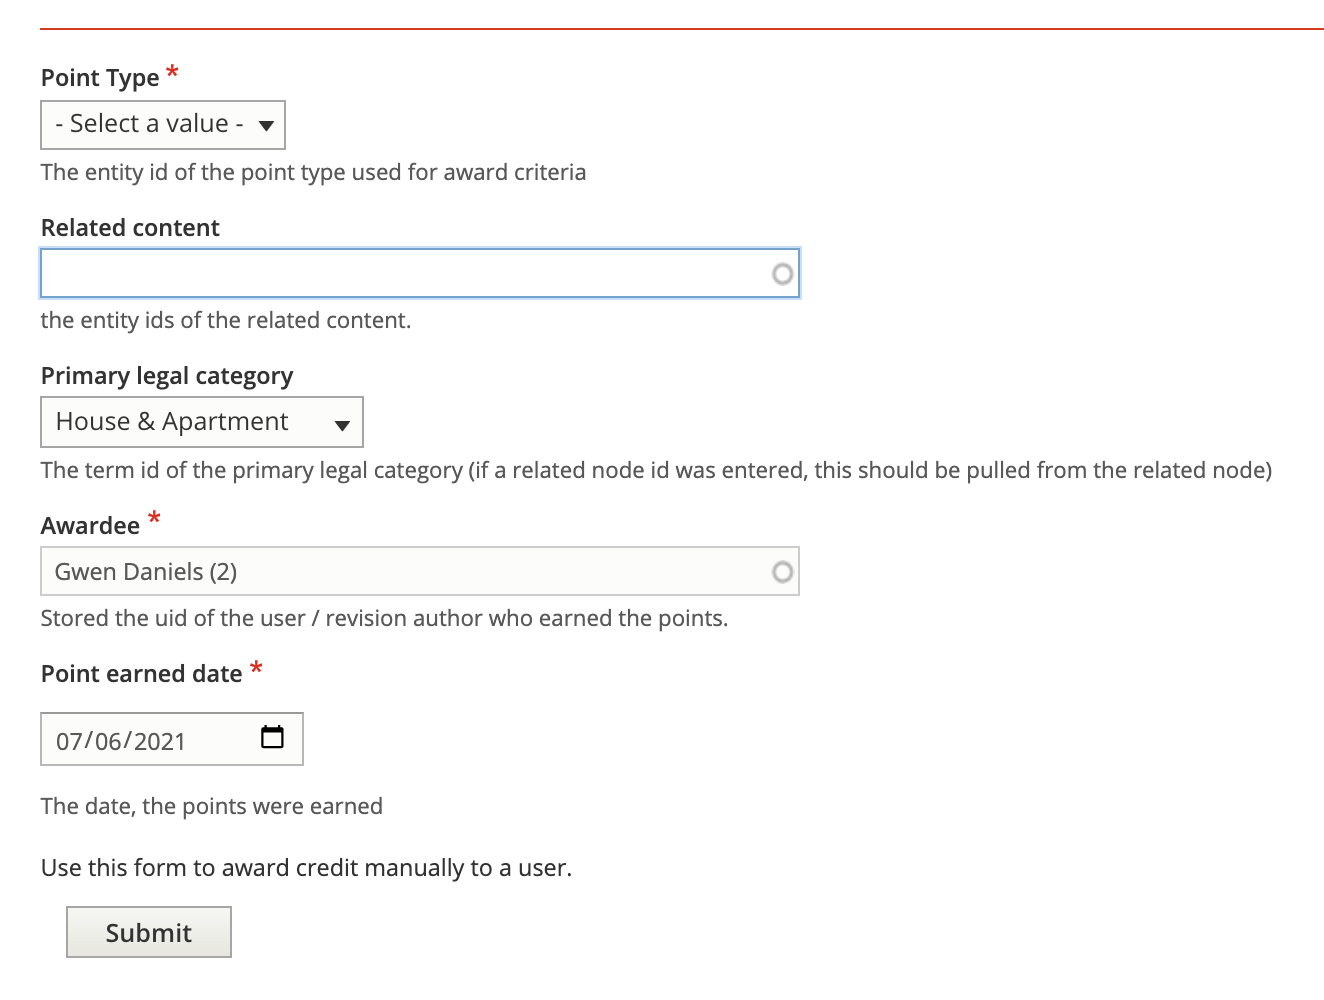 Point Type *
- Select a value -
The entity id of the point type used for award criteria
Related content
the entity ids of the related content.
Primary legal category
House & Apartment
The term id of the primary legal category (if a related node id was entered, this should be pulled from the related node)
Awardee *
Gwen Daniels (2)
Stored the uid of the user / revision author who earned the points.
Point earned date *
07/06/2021
The date, the points were earned
Use this form to award credit manually to a user.
Submit